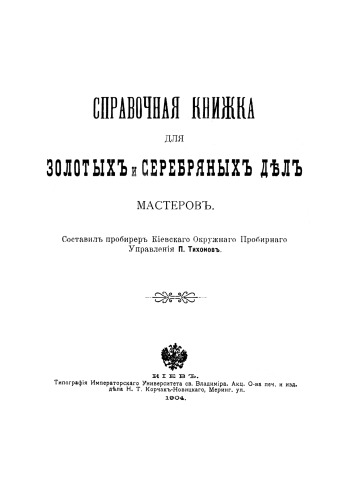 СПРАВОЧНАЯ КНИЖКА
ДЛЯ
ЗОЛОТЫХЪ и СЕРЕБРЯНЫХЪ ДѢЛЪ
МАСТЕРОВЪ.
Составилъ пробиреръ Кіевскаго Окружнаго Пробирнаго
Управленія П. Тихоновъ.
КІЕВЪ.
Типографія Императорскаго Университета св. Владиміра. Акц. О-ва печ. и изд.
дѣла Н. Т. Корчакъ-Новицкаго, Меринг. ул.
1904.